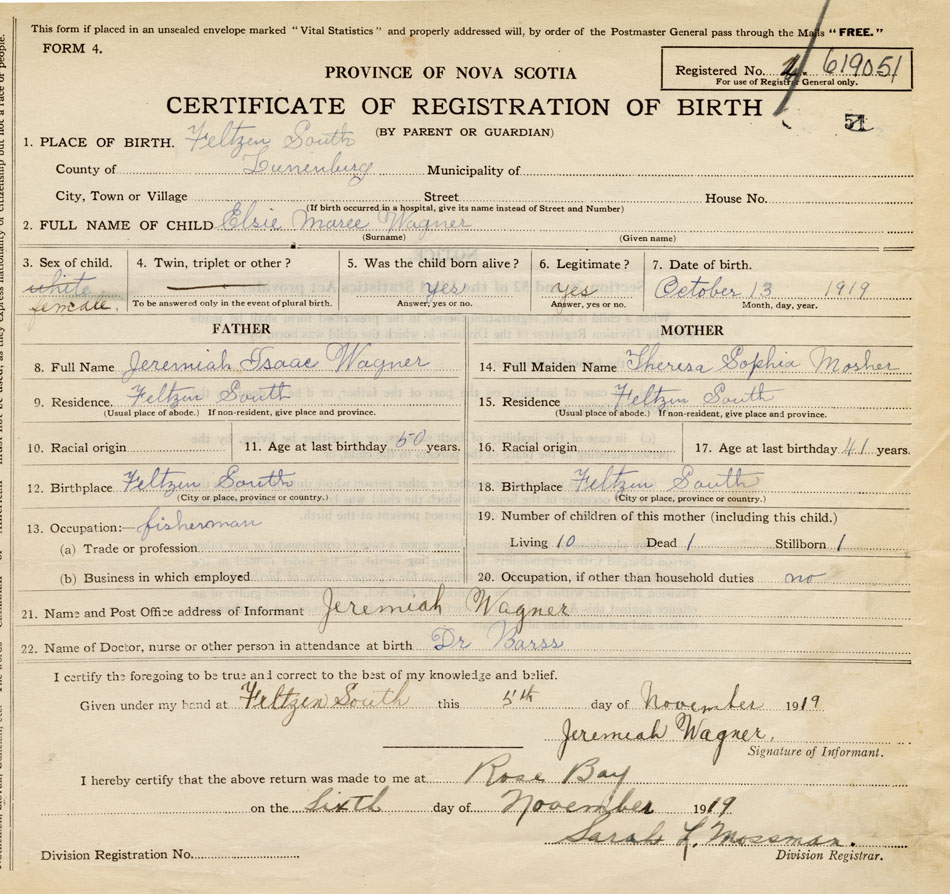 This form if placed in an unsealed envelope marked "Vital Statistics" and properly addressed will, by order of the Postmaster General pass through the Mails "FREE."
FORM 4.
PROVINCE OF NOVA SCOTIA
Registered No. 619051
For use of Registrar General only.
CERTIFICATE OF REGISTRATION OF BIRTH
(BY PARENT OR GUARDIAN)
51
1. PLACE OF BIRTH. Feltzen South
County of Lunenburg Municipality of
City, Town or Village Street House No.
(If birth occurred in a hospital, give its name instead of Street and Number)
2. FULL NAME OF CHILD Elsie Maree Wagner
(Surname) (Given name)
3. Sex of child. 4. Twin, triplet or other? 5. Was the child born alive? 6. Legitimate? 7. Date of birth.
white yes yes October 13 1919
female. To be answered only in the event of plural birth. Answer, yes or no. Answer, yes or no. Month, day, year.
FATHER MOTHER
8. Full Name Jeremiah Isaac Wagner 14. Full Maiden Name Theresa Sophia Mosher
9. Residence. Feltzen South 15. Residence Feltzen South
(Usual place of abode.) If non-resident, give place and province. (Usual place of abode.) If non-resident, give place and province.
10. Racial origin 11. Age at last birthday 50 years. 16. Racial origin 17. Age at last birthday 41 years.
12. Birthplace Feltzen South 18. Birthplace Feltzen South
(City or place, province or country.) (City or place, province or country.)
13. Occupation:— fisherman 19. Number of children of this mother (including this child.)
(a) Trade or profession Living 10 Dead 1 Stillborn 1
(b) Business in which employed 20. Occupation, if other than household duties no
21. Name and Post Office address of Informant Jeremiah Wagner
22. Name of Doctor, nurse or other person in attendance at birth Dr Barss
I certify the foregoing to be true and correct to the best of my knowledge and belief.
Given under my hand at Feltzen South this 5th day of November 1919
Jeremiah Wagner.
Signature of Informant.
I hereby certify that the above return was made to me at Rose Bay
on the Sixth day of November 1919
Sarah L. Mossman.
Division Registration No. Division Registrar.